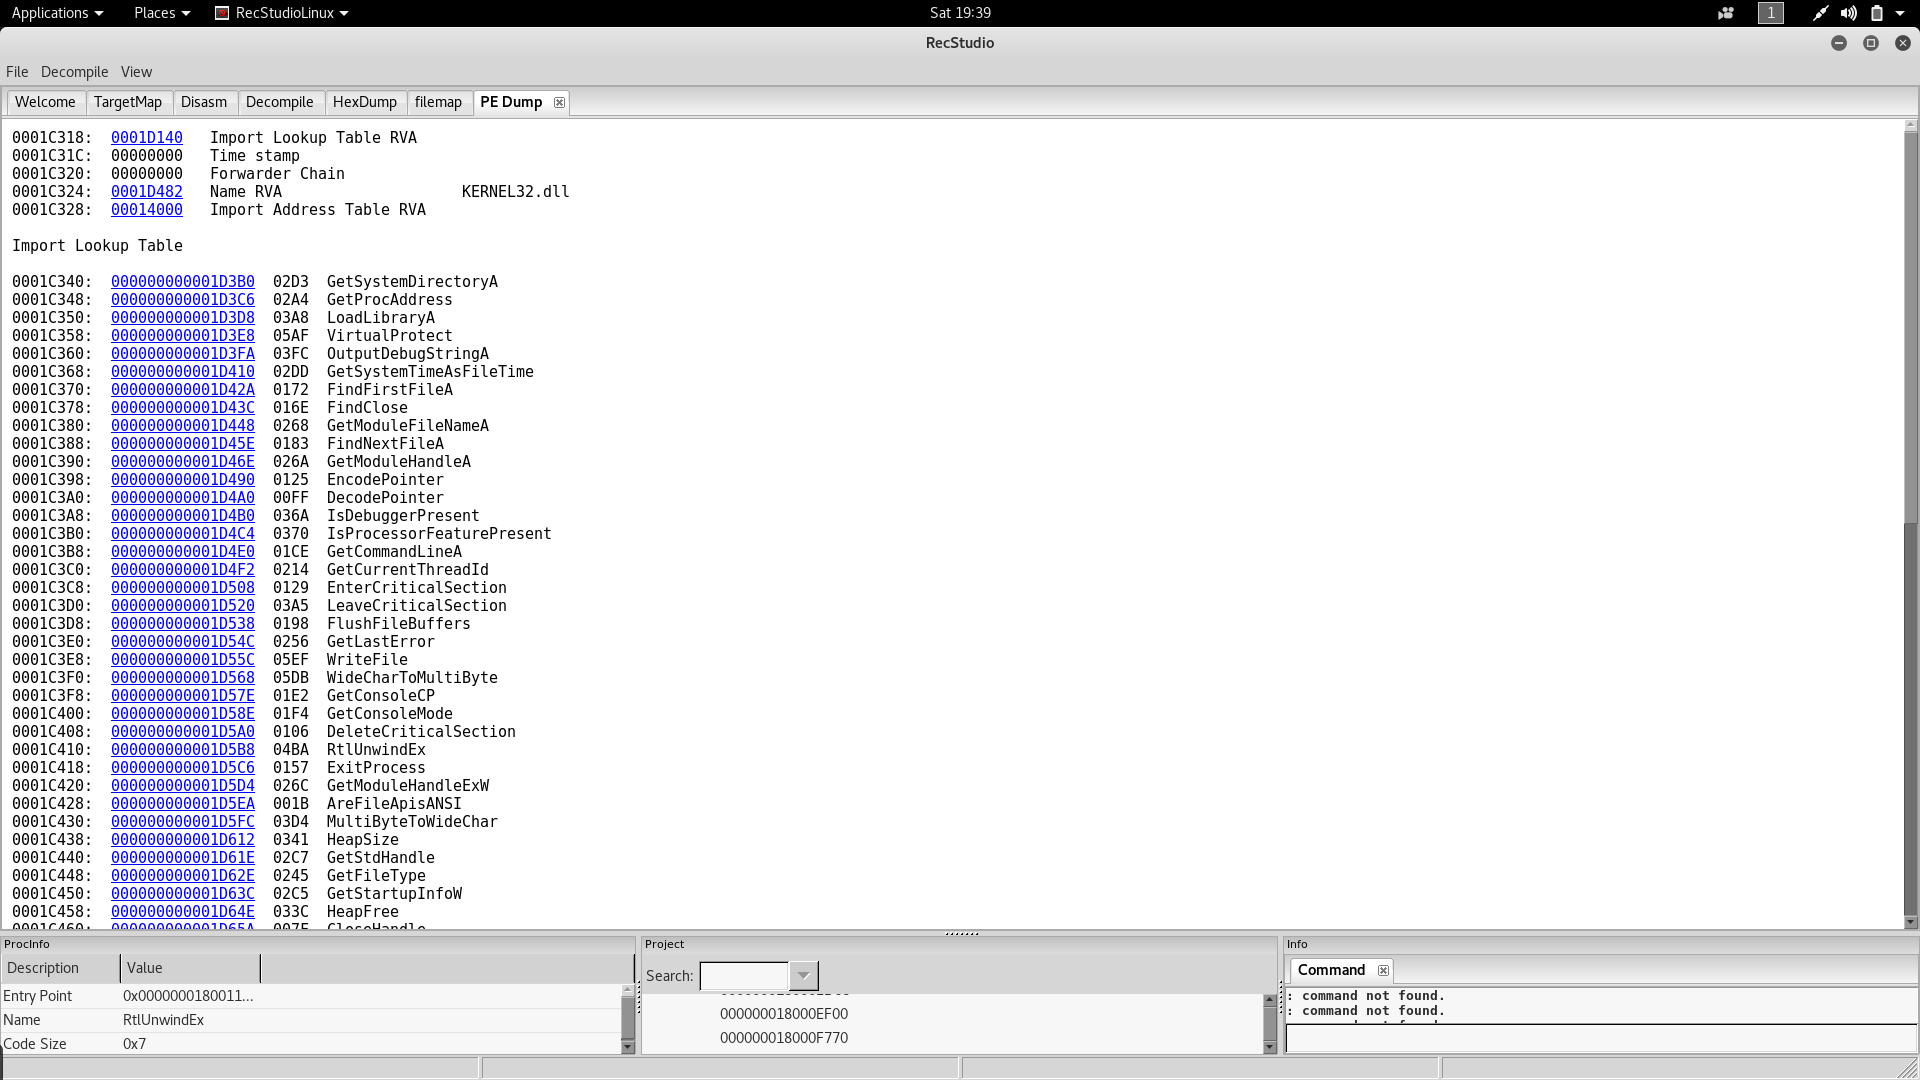 Applications Places RecStudioLinux Sat 19:39 1
RecStudio
File Decompile View
Welcome TargetMap Disasm Decompile HexDump filemap PE Dump
0001C318: 0001D140 Import Lookup Table RVA
0001C31C: 00000000 Time stamp
0001C320: 00000000 Forwarder Chain
0001C324: 0001D482 Name RVA KERNEL32.dll
0001C328: 00014000 Import Address Table RVA
Import Lookup Table
0001C340: 000000000001D3B0 02D3 GetSystemDirectoryA
0001C348: 000000000001D3C6 02A4 GetProcAddress
0001C350: 000000000001D3D8 03A8 LoadLibraryA
0001C358: 000000000001D3E8 05AF VirtualProtect
0001C360: 000000000001D3FA 03FC OutputDebugStringA
0001C368: 000000000001D410 02DD GetSystemTimeAsFileTime
0001C370: 000000000001D42A 0172 FindFirstFileA
0001C378: 000000000001D43C 016E FindClose
0001C380: 000000000001D448 0268 GetModuleFileNameA
0001C388: 000000000001D45E 0183 FindNextFileA
0001C390: 000000000001D46E 026A GetModuleHandleA
0001C398: 000000000001D490 0125 EncodePointer
0001C3A0: 000000000001D4A0 00FF DecodePointer
0001C3A8: 000000000001D4B0 036A IsDebuggerPresent
0001C3B0: 000000000001D4C4 0370 IsProcessorFeaturePresent
0001C3B8: 000000000001D4E0 01CE GetCommandLineA
0001C3C0: 000000000001D4F2 0214 GetCurrentThreadId
0001C3C8: 000000000001D508 0129 EnterCriticalSection
0001C3D0: 000000000001D520 03A5 LeaveCriticalSection
0001C3D8: 000000000001D538 0198 FlushFileBuffers
0001C3E0: 000000000001D54C 0256 GetLastError
0001C3E8: 000000000001D55C 05EF WriteFile
0001C3F0: 000000000001D568 05DB WideCharToMultiByte
0001C3F8: 000000000001D57E 01E2 GetConsoleCP
0001C400: 000000000001D58E 01F4 GetConsoleMode
0001C408: 000000000001D5A0 0106 DeleteCriticalSection
0001C410: 000000000001D5B8 04BA RtlUnwindEx
0001C418: 000000000001D5C6 0157 ExitProcess
0001C420: 000000000001D5D4 026C GetModuleHandleExW
0001C428: 000000000001D5EA 001B AreFileApisANSI
0001C430: 000000000001D5FC 03D4 MultiByteToWideChar
0001C438: 000000000001D612 0341 HeapSize
0001C440: 000000000001D61E 02C7 GetStdHandle
0001C448: 000000000001D62E 0245 GetFileType
0001C450: 000000000001D63C 02C5 GetStartupInfoW
0001C458: 000000000001D64E 033C HeapFree
0001C460: 000000000001D65A 007F CloseHandle
ProcInfo
Description Value
Entry Point 0x0000000180011...
Name RtlUnwindEx
Code Size 0x7
Project
Search:
000000018000EF00
000000018000F770
Info
Command
: command not found.
: command not found.